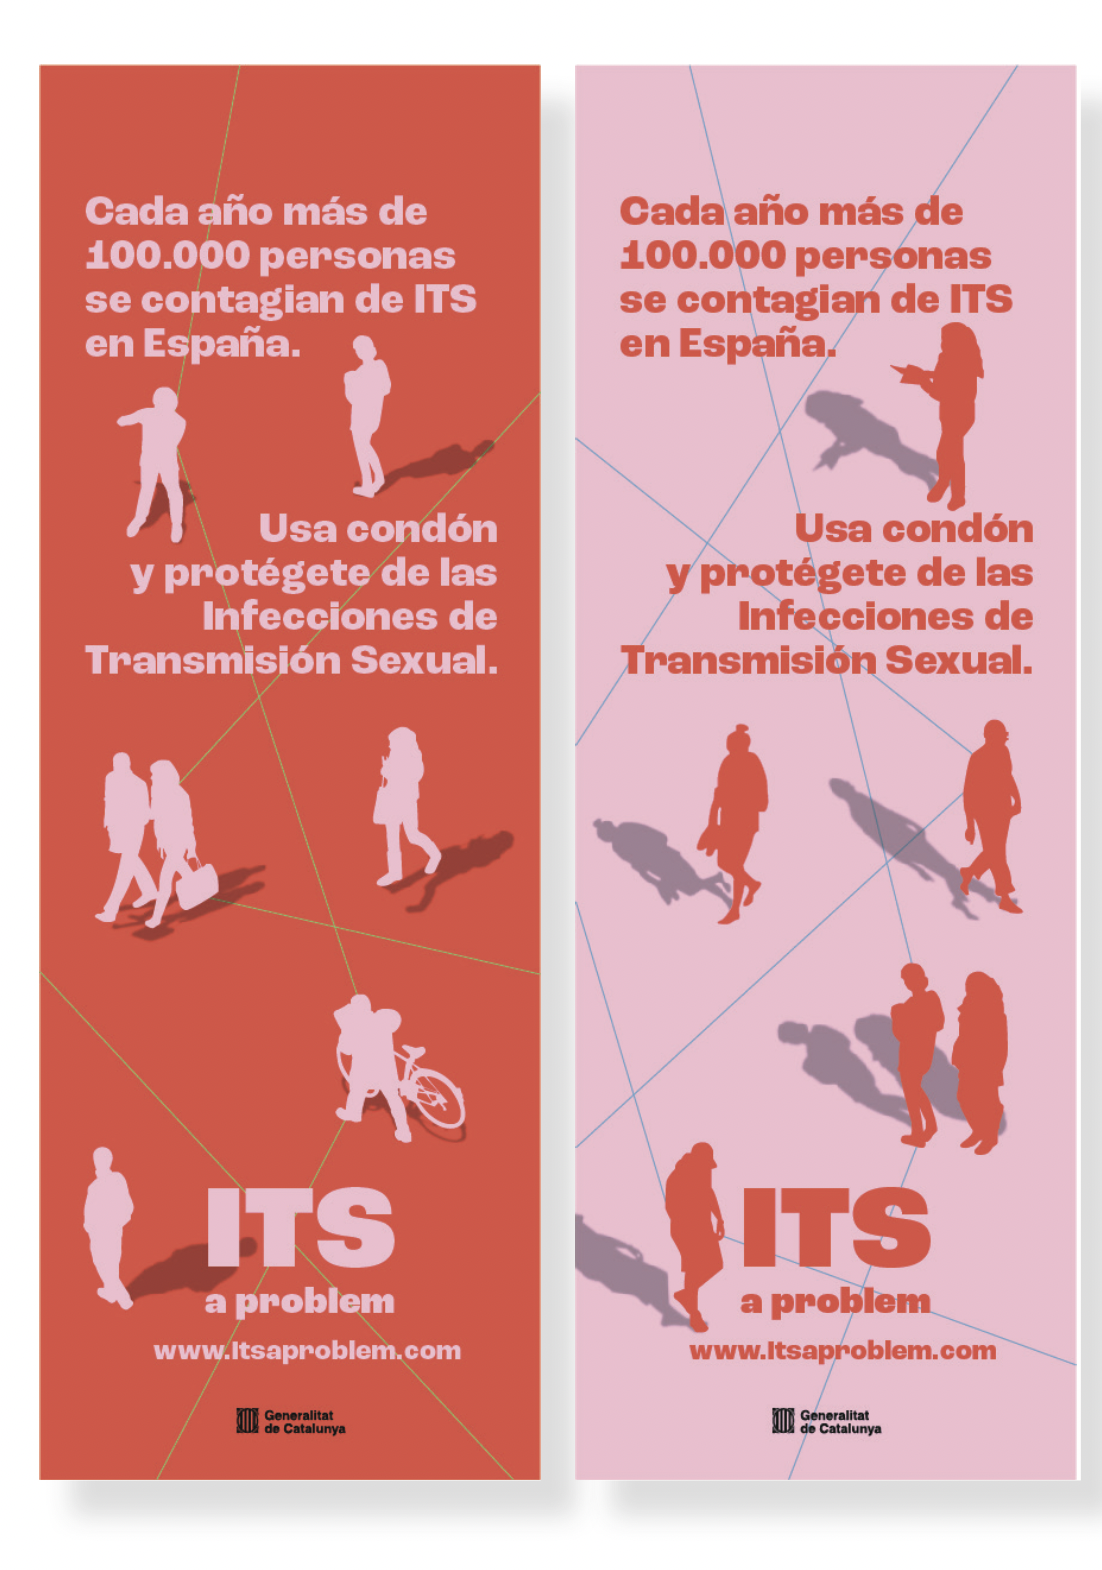 Cada año más de
100.000 personas
se contagian de ITS
en España.
Usa condón
y protégete de las
Infecciones de
Transmisión Sexual.
ITS
a problem
www.Itsaproblem.com
Generalitat
de Catalunya
Cada año más de
100.000 personas
se contagian de ITS
en España.
Usa condón
y protégete de las
Infecciones de
Transmisión Sexual.
ITS
a problem
www.Itsaproblem.com
Generalitat
de Catalunya